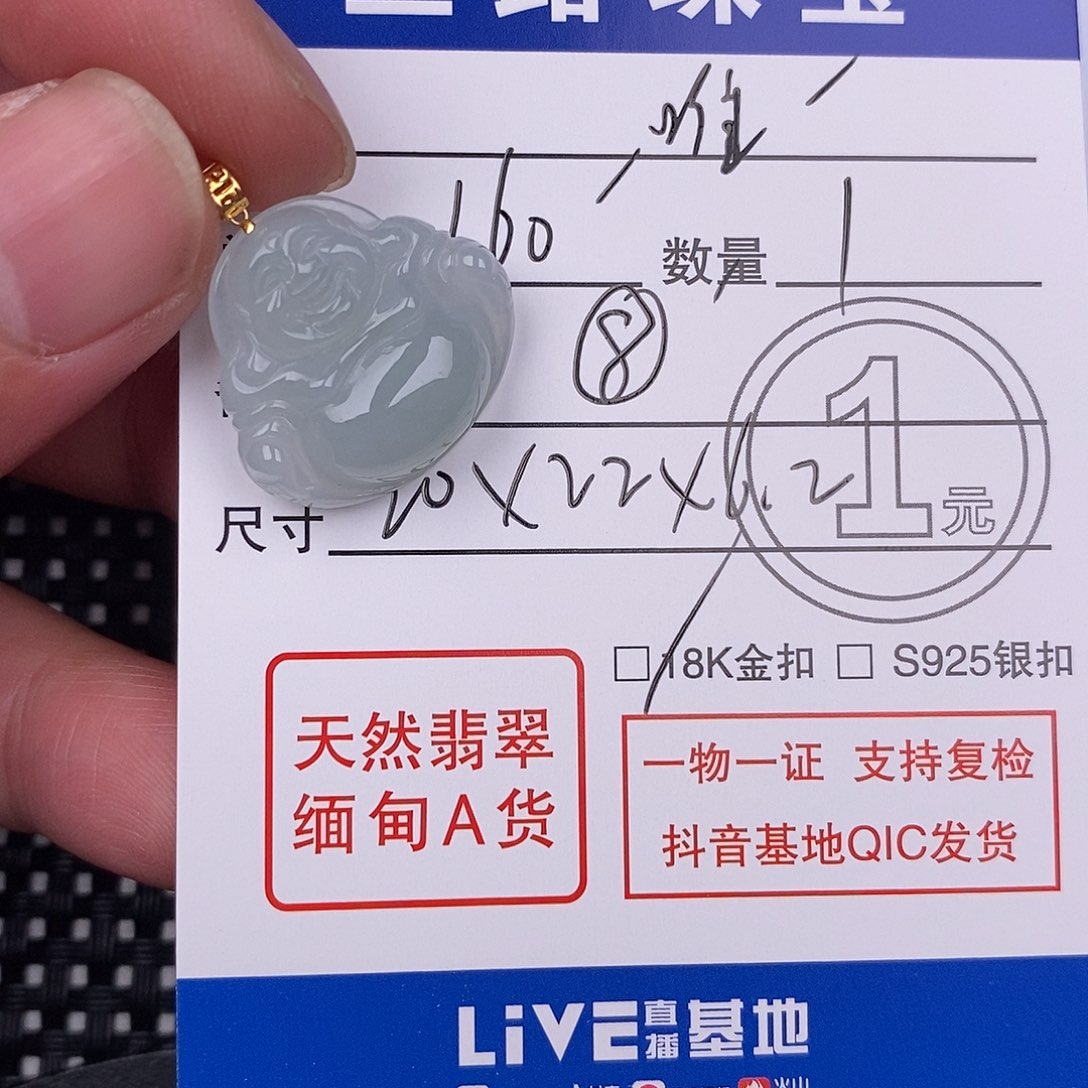 160 数量 1
⑧
1元
尺寸 20X22X6.2
18K金扣 S925银扣
天然翡翠
缅甸A货
一物一证 支持复检
抖音基地QIC发货
LiVE直播基地